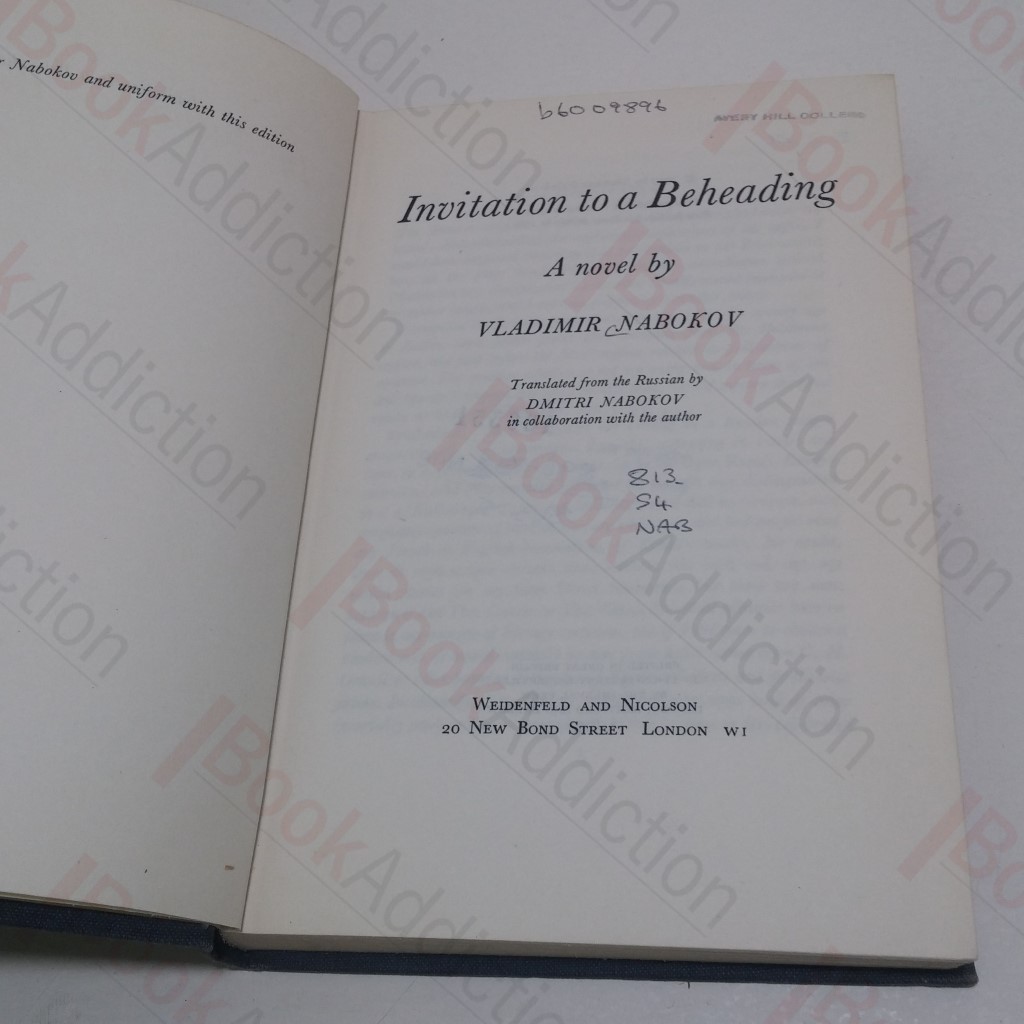 Nabokov and uniform with this edition
b6009896
AVERY HILL COLLEGE
Invitation to a Beheading
A novel by
VLADIMIR NABOKOV
Translated from the Russian by
DMITRI NABOKOV
in collaboration with the author
813.
54
NAB
WEIDENFELD AND NICOLSON
20 NEW BOND STREET LONDON W1
BookAddiction